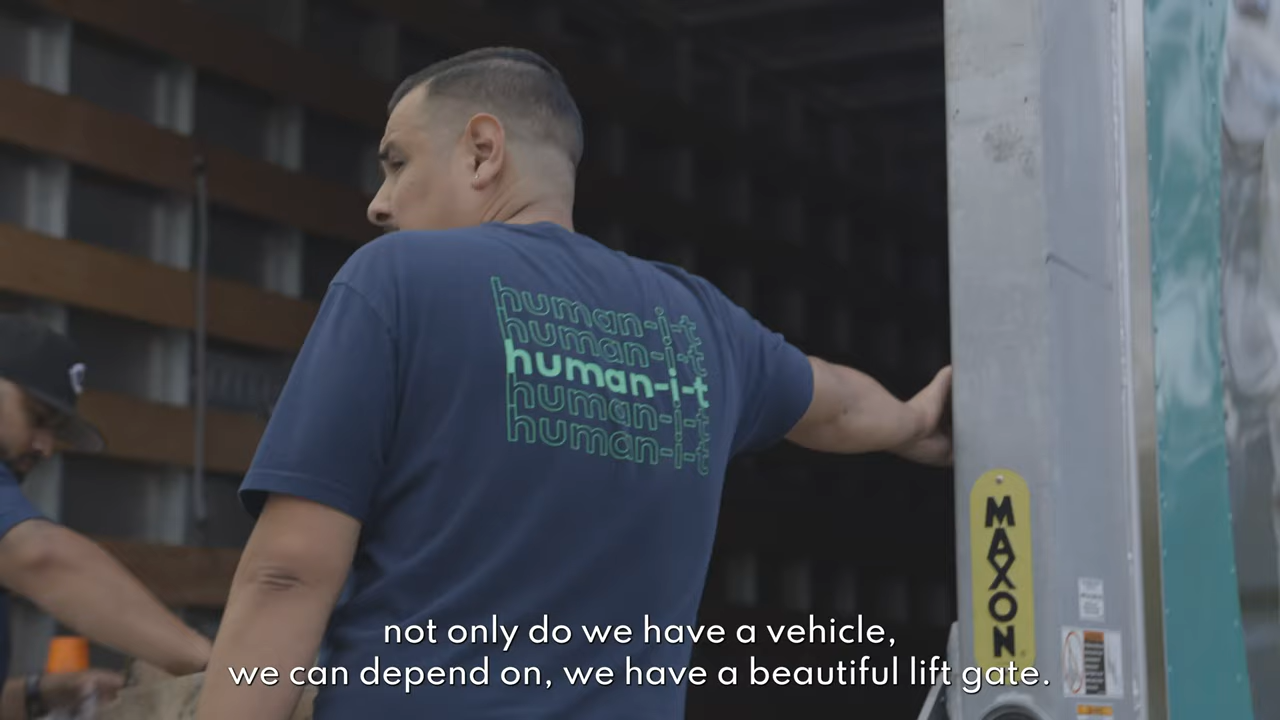 human-i-t
human-i-t
human-i-t
human-i-t
human-i-t
MAXON
not only do we have a vehicle,
we can depend on, we have a beautiful lift gate.